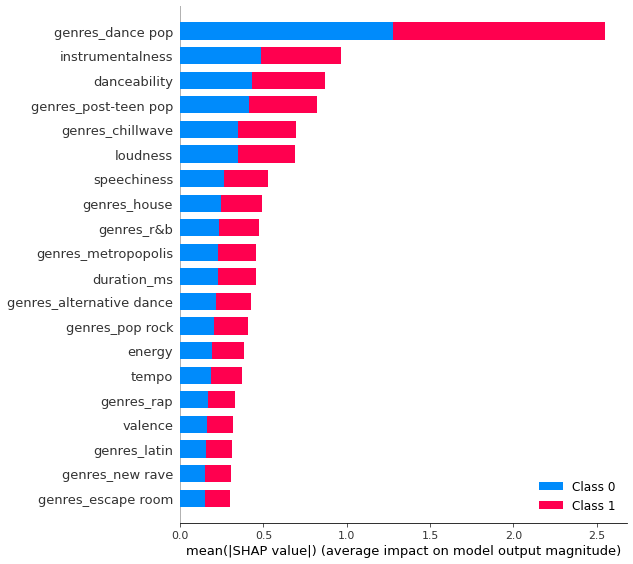 genres_dance pop
instrumentalness
danceability
genres_post-teen pop
genres_chillwave
loudness
speechiness
genres_house
genres_r&b
genres_metropopolis
duration_ms
genres_alternative dance
genres_pop rock
energy
tempo
genres_rap
valence
genres_latin
genres_new rave
genres_escape room
Class 0
Class 1
0.0 0.5 1.0 1.5 2.0 2.5
mean(|SHAP value|) (average impact on model output magnitude)